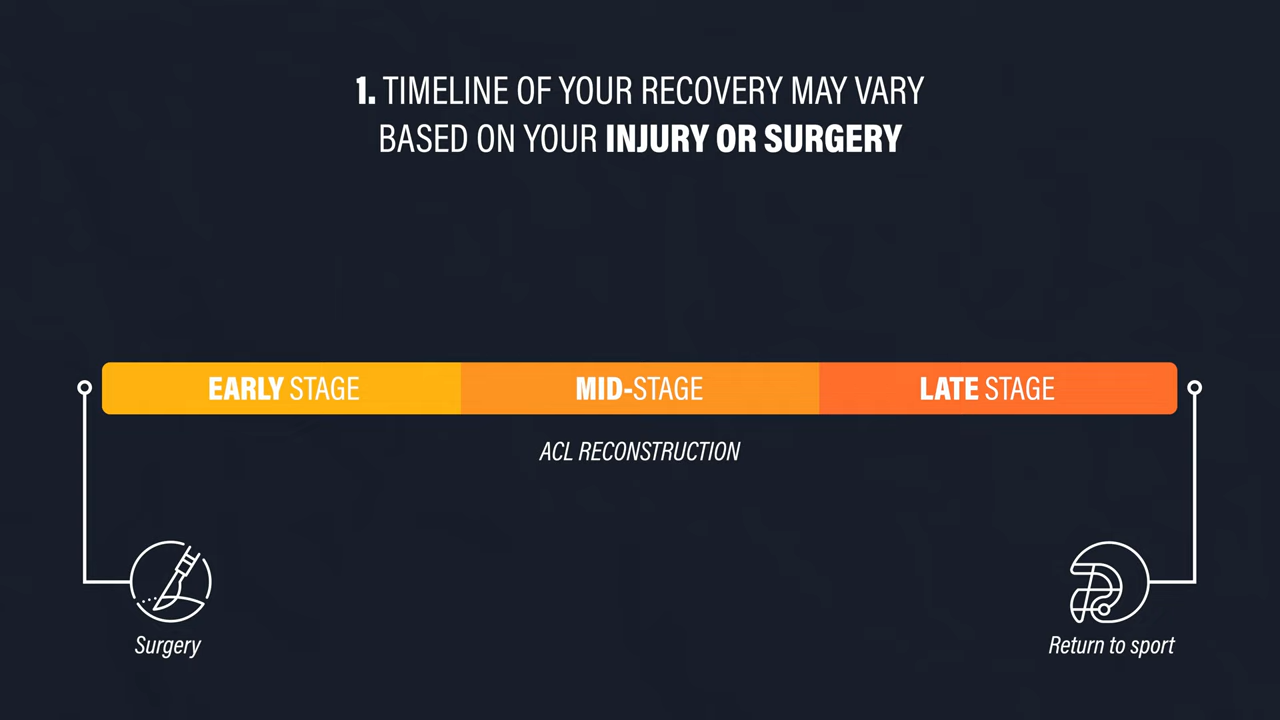 1. TIMELINE OF YOUR RECOVERY MAY VARY
BASED ON YOUR INJURY OR SURGERY
EARLY STAGE
MID-STAGE
LATE STAGE
ACL RECONSTRUCTION
Surgery
Return to sport